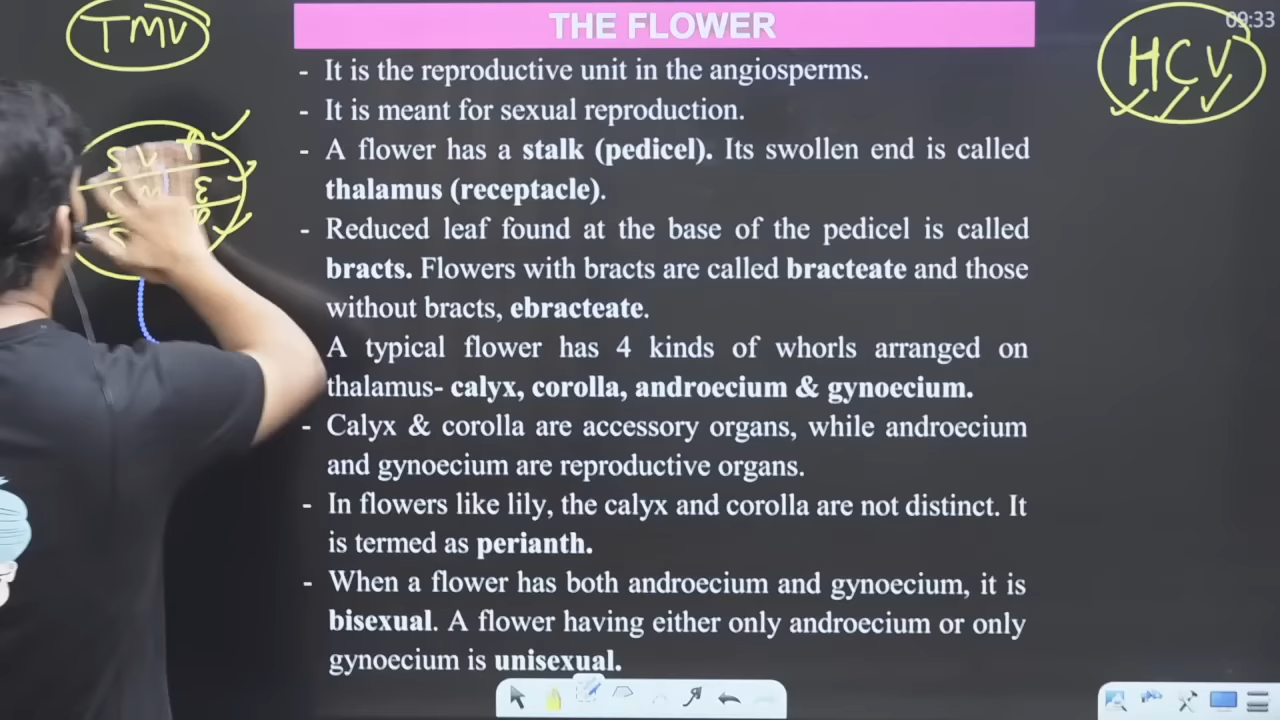 TMV
THE FLOWER
09:33
HCV
- It is the reproductive unit in the angiosperms.
- It is meant for sexual reproduction.
- A flower has a stalk (pedicel). Its swollen end is called
thalamus (receptacle).
- Reduced leaf found at the base of the pedicel is called
bracts. Flowers with bracts are called bracteate and those
without bracts, ebracteate.
A typical flower has 4 kinds of whorls arranged on
thalamus- calyx, corolla, androecium & gynoecium.
- Calyx & corolla are accessory organs, while androecium
and gynoecium are reproductive organs.
- In flowers like lily, the calyx and corolla are not distinct. It
is termed as perianth.
- When a flower has both androecium and gynoecium, it is
bisexual. A flower having either only androecium or only
gynoecium is unisexual.